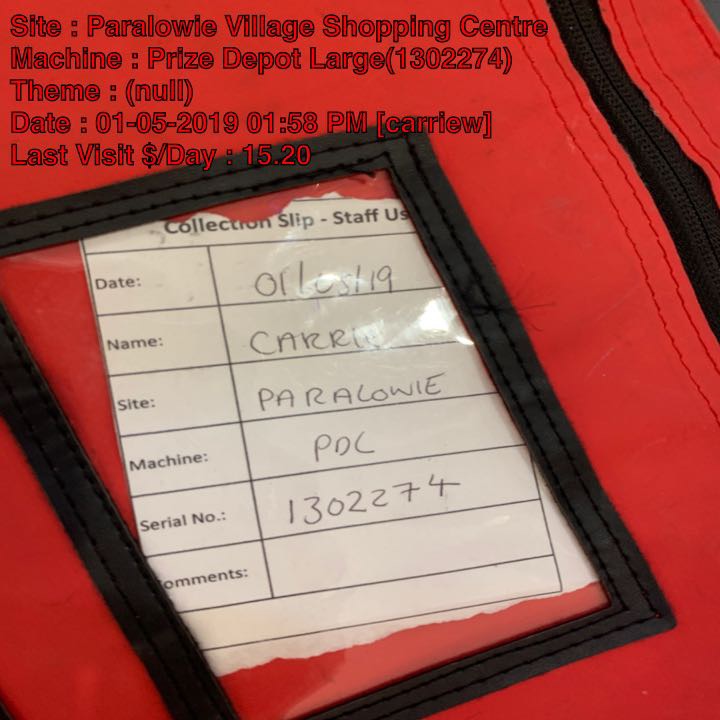 Site : Paralowie Village Shopping Centre
Machine : Prize Depot Large(1302274)
Theme : (null)
Date : 01-05-2019 01:58 PM [carriew]
Last Visit $/Day : 15.20
Collection Slip - Staff Us
Date: 01/05/19
Name: CARRIE
Site: PARALOWIE
Machine: PDL
Serial No.: 1302274
omments: